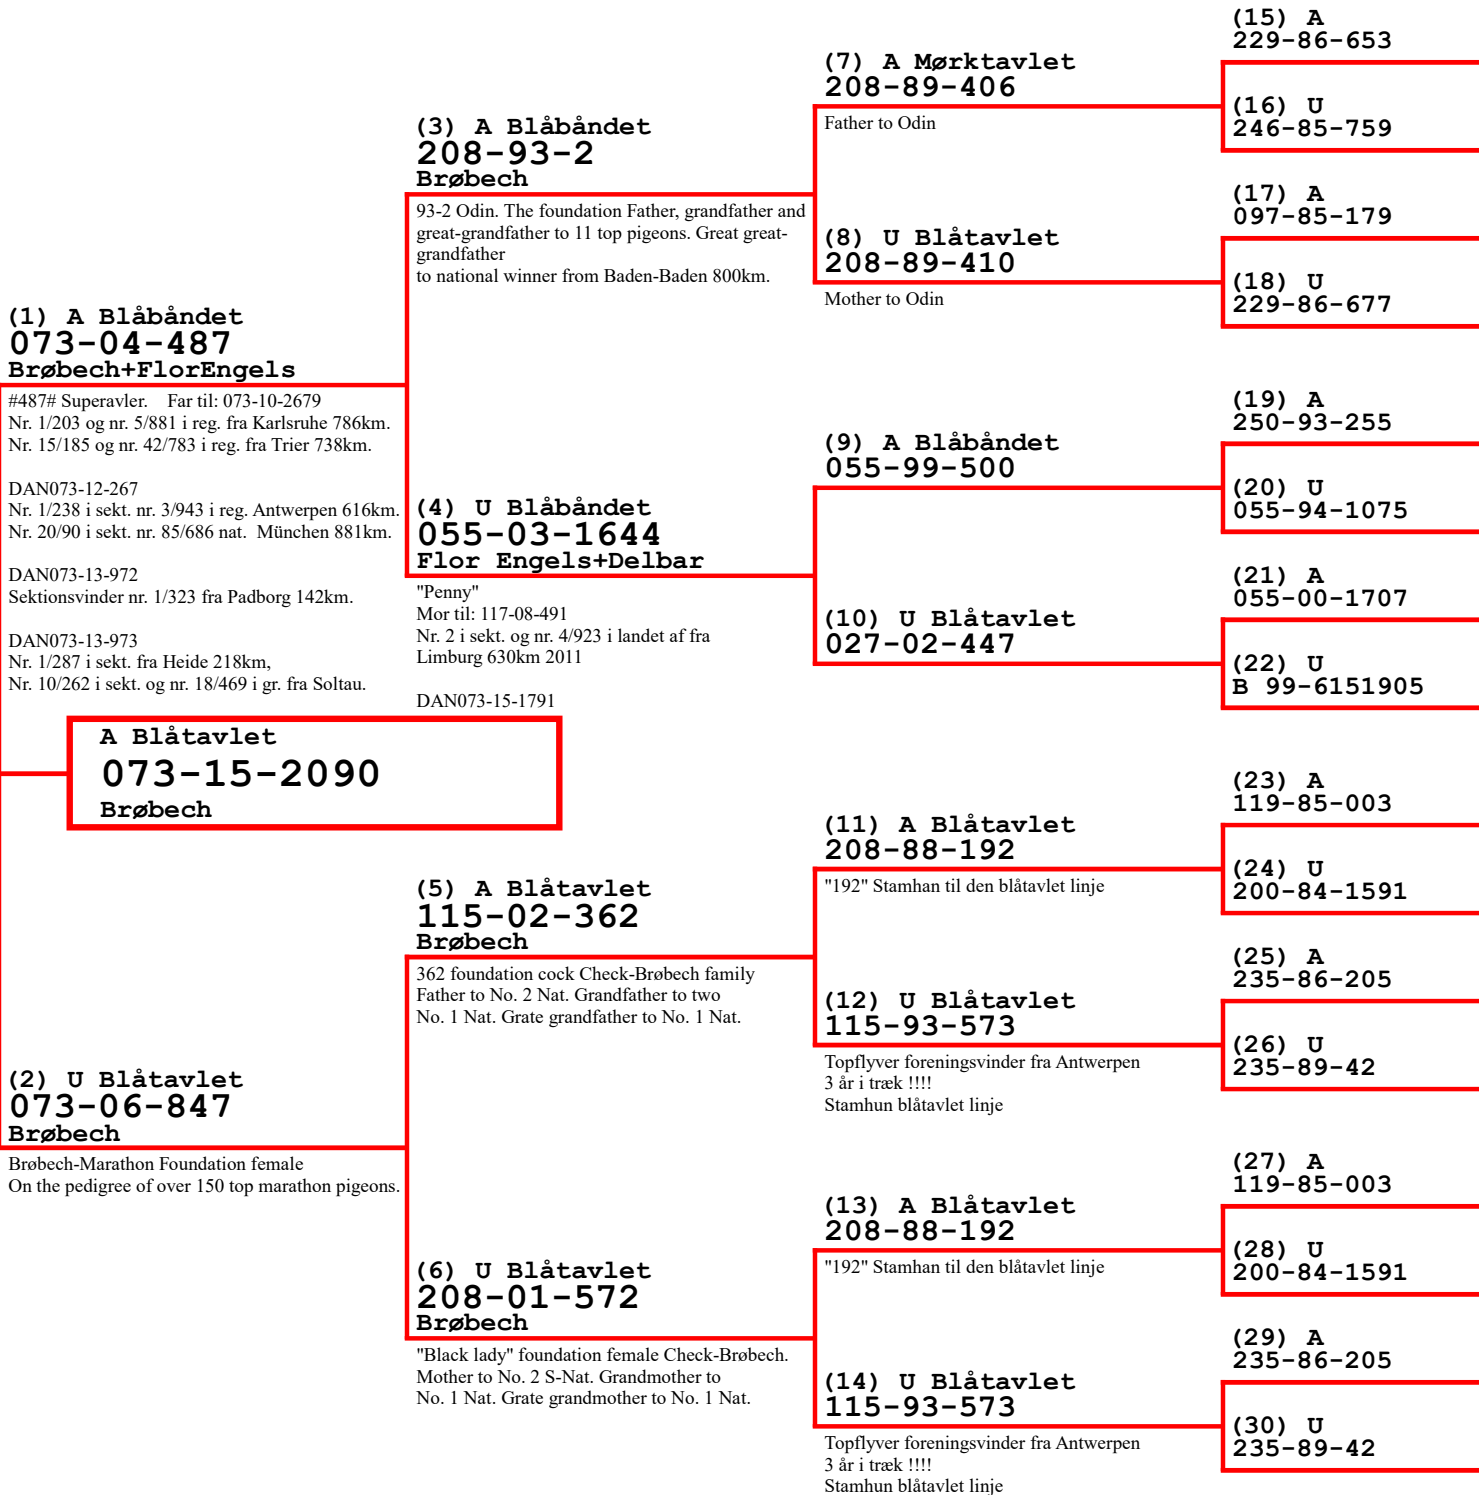 (1) A Blåbåndet
073-04-487
Brøbech+FlorEngels
#487# Superavler. Far til: 073-10-2679
Nr. 1/203 og nr. 5/881 i reg. fra Karlsruhe 786km.
Nr. 15/185 og nr. 42/783 i reg. fra Trier 738km.
DAN073-12-267
Nr. 1/238 i sekt. nr. 3/943 i reg. Antwerpen 616km.
Nr. 20/90 i sekt. nr. 85/686 nat. München 881km.
DAN073-13-972
Sektionsvinder nr. 1/323 fra Padborg 142km.
DAN073-13-973
Nr. 1/287 i sekt. fra Heide 218km,
Nr. 10/262 i sekt. og nr. 18/469 i gr. fra Soltau.
A Blåtavlet
073-15-2090
Brøbech
(2) U Blåtavlet
073-06-847
Brøbech
Brøbech-Marathon Foundation female
On the pedigree of over 150 top marathon pigeons.
(3) A Blåbåndet
208-93-2
Brøbech
93-2 Odin. The foundation Father, grandfather and
great-grandfather to 11 top pigeons. Great great-
grandfather
to national winner from Baden-Baden 800km.
(4) U Blåbåndet
055-03-1644
Flor Engels+Delbar
"Penny"
Mor til: 117-08-491
Nr. 2 i sekt. og nr. 4/923 i landet af fra
Limburg 630km 2011
DAN073-15-1791
(5) A Blåtavlet
115-02-362
Brøbech
362 foundation cock Check-Brøbech family
Father to No. 2 Nat. Grandfather to two
No. 1 Nat. Grate grandfather to No. 1 Nat.
(6) U Blåtavlet
208-01-572
Brøbech
"Black lady" foundation female Check-Brøbech.
Mother to No. 2 S-Nat. Grandmother to
No. 1 Nat. Grate grandmother to No. 1 Nat.
(7) A Mørktavlet
208-89-406
Father to Odin
(8) U Blåtavlet
208-89-410
Mother to Odin
(9) A Blåbåndet
055-99-500
(10) U Blåtavlet
027-02-447
(11) A Blåtavlet
208-88-192
"192" Stamhan til den blåtavlet linje
(12) U Blåtavlet
115-93-573
Topflyver foreningsvinder fra Antwerpen
3 år i træk !!!!
Stamhun blåtavlet linje
(13) A Blåtavlet
208-88-192
"192" Stamhan til den blåtavlet linje
(14) U Blåtavlet
115-93-573
Topflyver foreningsvinder fra Antwerpen
3 år i træk !!!!
Stamhun blåtavlet linje
(15) A
229-86-653
(16) U
246-85-759
(17) A
097-85-179
(18) U
229-86-677
(19) A
250-93-255
(20) U
055-94-1075
(21) A
055-00-1707
(22) U
B 99-6151905
(23) A
119-85-003
(24) U
200-84-1591
(25) A
235-86-205
(26) U
235-89-42
(27) A
119-85-003
(28) U
200-84-1591
(29) A
235-86-205
(30) U
235-89-42